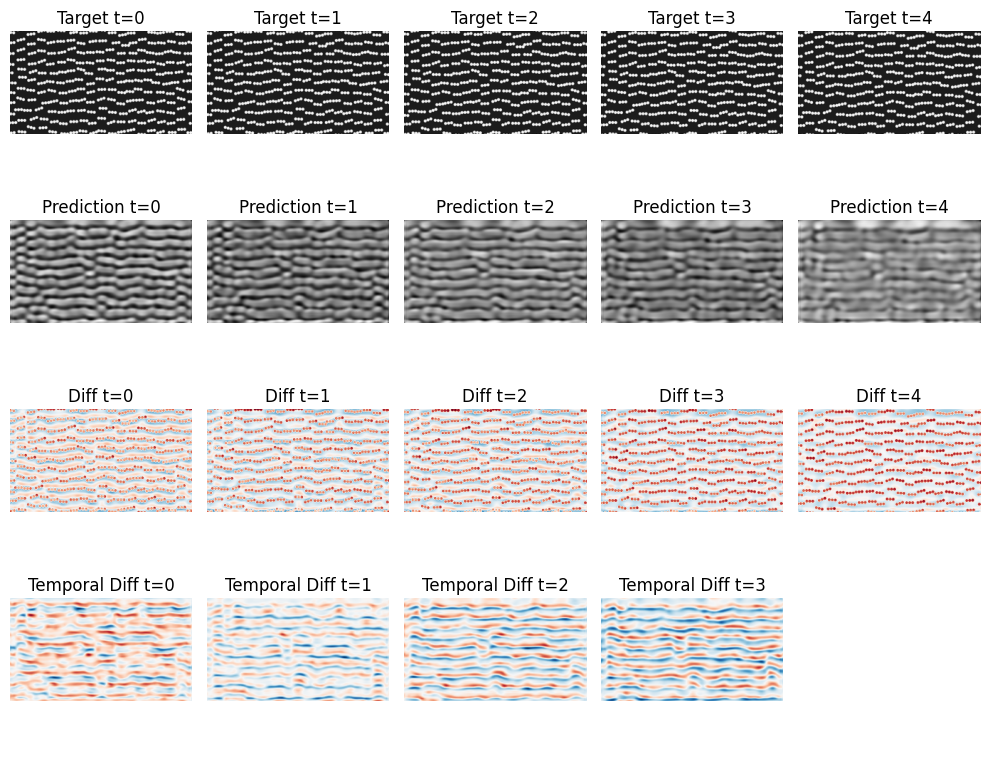 Target t=0 Target t=1 Target t=2 Target t=3 Target t=4
Prediction t=0 Prediction t=1 Prediction t=2 Prediction t=3 Prediction t=4
Diff t=0 Diff t=1 Diff t=2 Diff t=3 Diff t=4
Temporal Diff t=0 Temporal Diff t=1 Temporal Diff t=2 Temporal Diff t=3